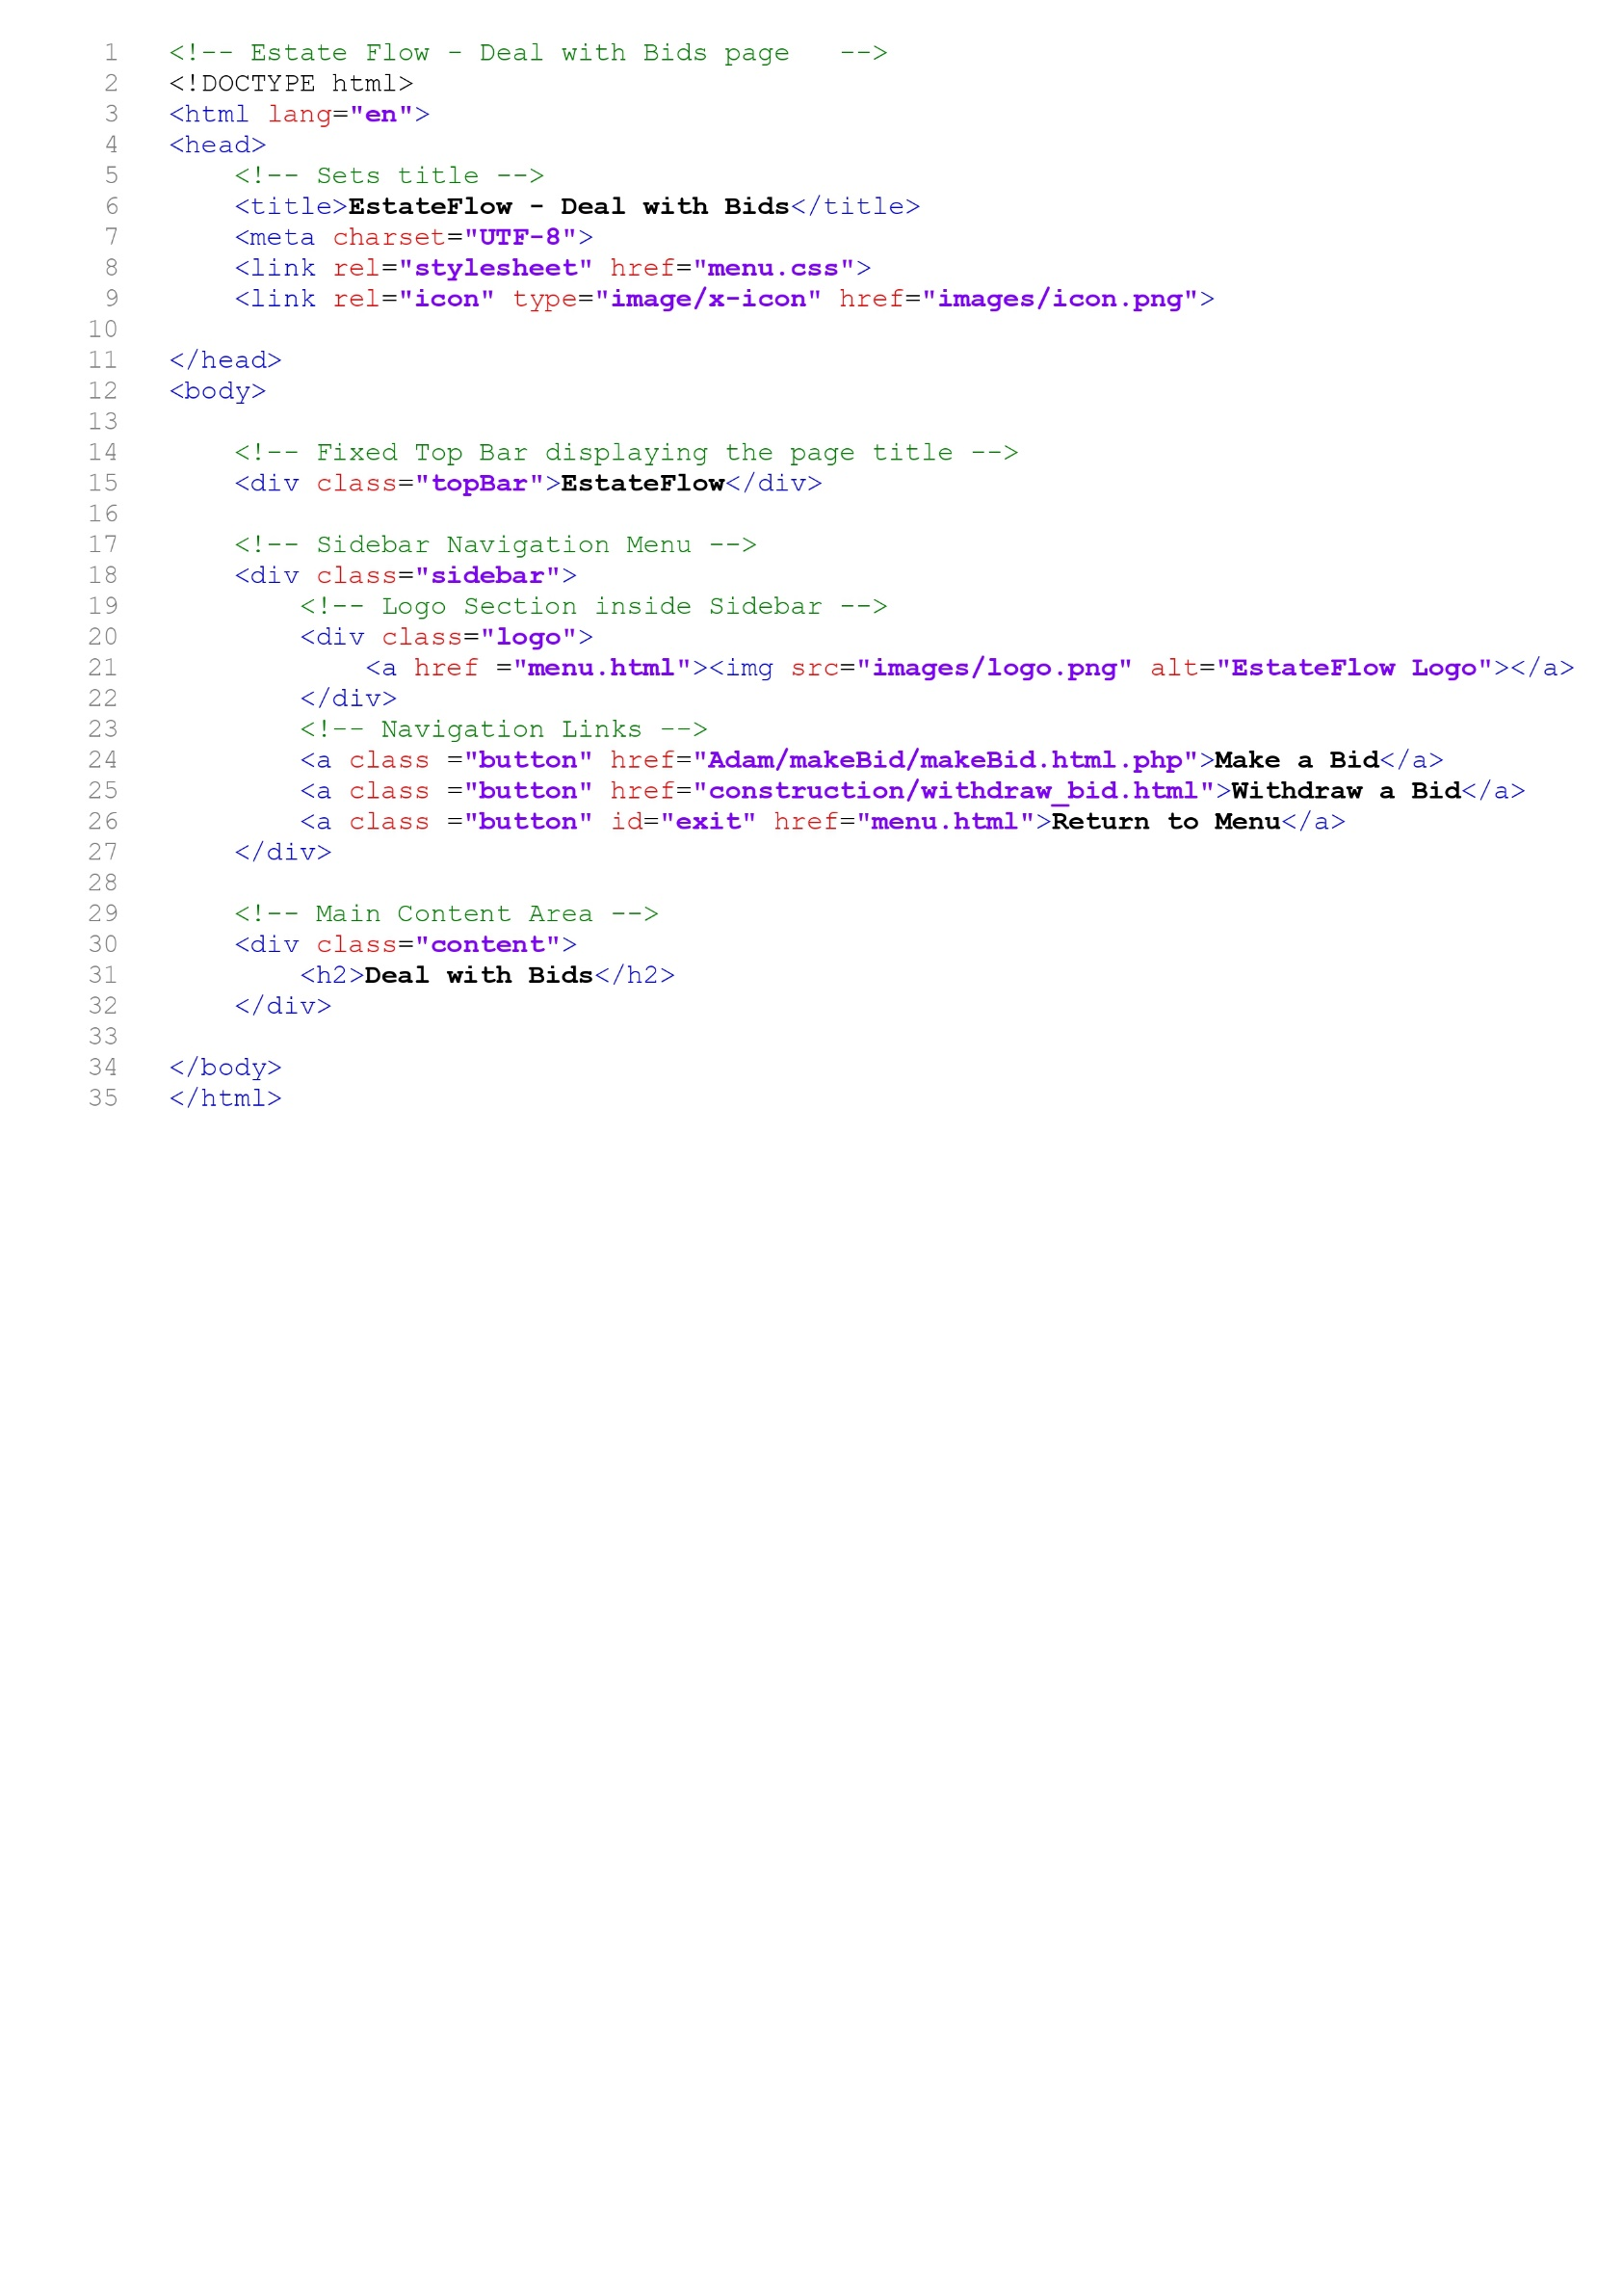 1 <!-- Estate Flow - Deal with Bids page   -->
2 <!DOCTYPE html>
3 <html lang="en">
4 <head>
5     <!-- Sets title -->
6     <title>EstateFlow - Deal with Bids</title>
7     <meta charset="UTF-8">
8     <link rel="stylesheet" href="menu.css">
9     <link rel="icon" type="image/x-icon" href="images/icon.png">
10
11 </head>
12 <body>
13
14     <!-- Fixed Top Bar displaying the page title -->
15     <div class="topBar">EstateFlow</div>
16
17     <!-- Sidebar Navigation Menu -->
18     <div class="sidebar">
19         <!-- Logo Section inside Sidebar -->
20         <div class="logo">
21             <a href ="menu.html"><img src="images/logo.png" alt="EstateFlow Logo"></a>
22         </div>
23         <!-- Navigation Links -->
24         <a class ="button" href="Adam/makeBid/makeBid.html.php">Make a Bid</a>
25         <a class ="button" href="construction/withdraw_bid.html">Withdraw a Bid</a>
26         <a class ="button" id="exit" href="menu.html">Return to Menu</a>
27     </div>
28
29     <!-- Main Content Area -->
30     <div class="content">
31         <h2>Deal with Bids</h2>
32     </div>
33
34 </body>
35 </html>